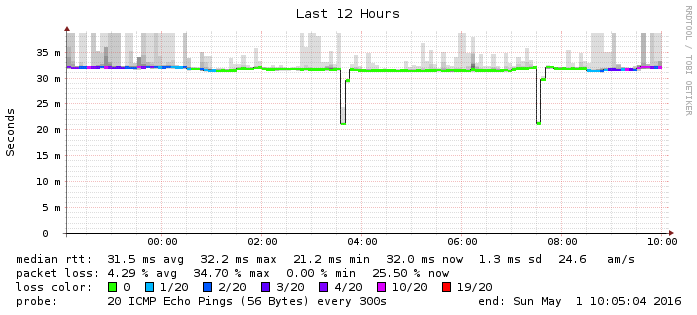 Last 12 Hours
RRDTOOL / TOBI OETIKER
Seconds
35 m
30 m
25 m
20 m
15 m
10 m
5 m
0
00:00 02:00 04:00 06:00 08:00 10:00
median rtt: 31.5 ms avg 32.2 ms max 21.2 ms min 32.0 ms now 1.3 ms sd 24.6 am/s
packet loss: 4.29 % avg 34.70 % max 0.00 % min 25.50 % now
loss color: 0 1/20 2/20 3/20 4/20 10/20 19/20
probe: 20 ICMP Echo Pings (56 Bytes) every 300s end: Sun May 1 10:05:04 2016